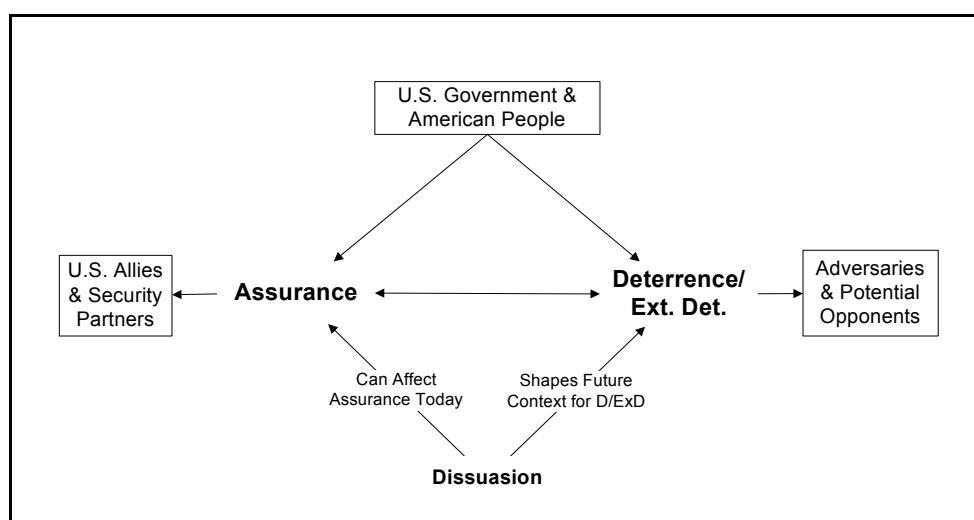 U.S. Government &
American People
U.S. Allies
& Security
Partners
Assurance
Deterrence/
Ext. Det.
Adversaries
& Potential
Opponents
Can Affect
Assurance Today
Shapes Future
Context for D/ExD
Dissuasion